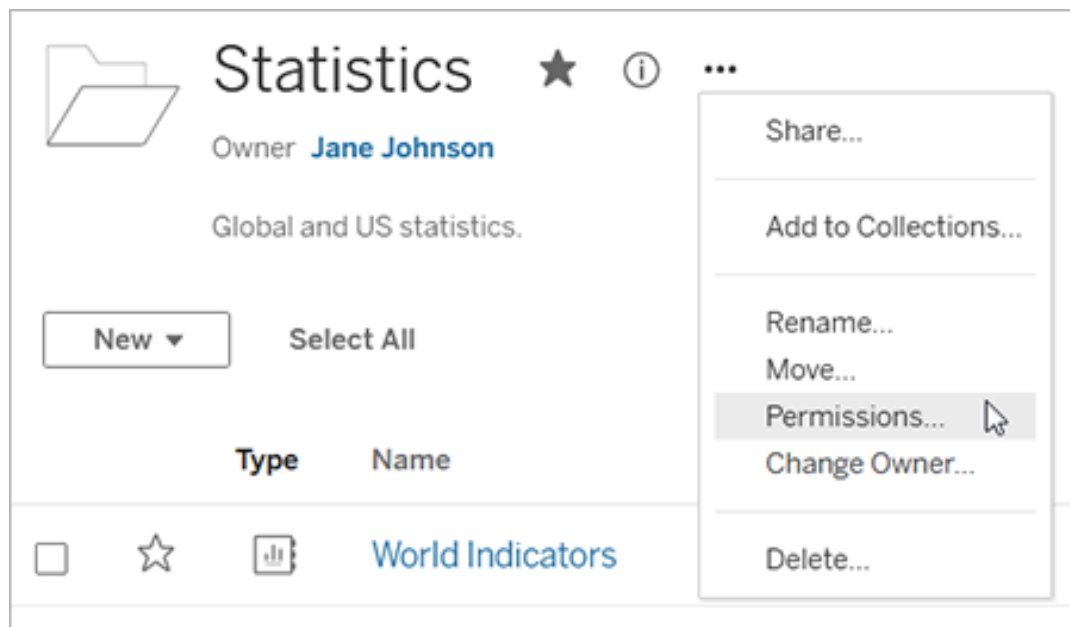 Statistics
Owner Jane Johnson
Global and US statistics.
New
Select All
Share...
Add to Collections...
Rename...
Move...
Permissions...
Change Owner...
Delete...
Type Name
World Indicators